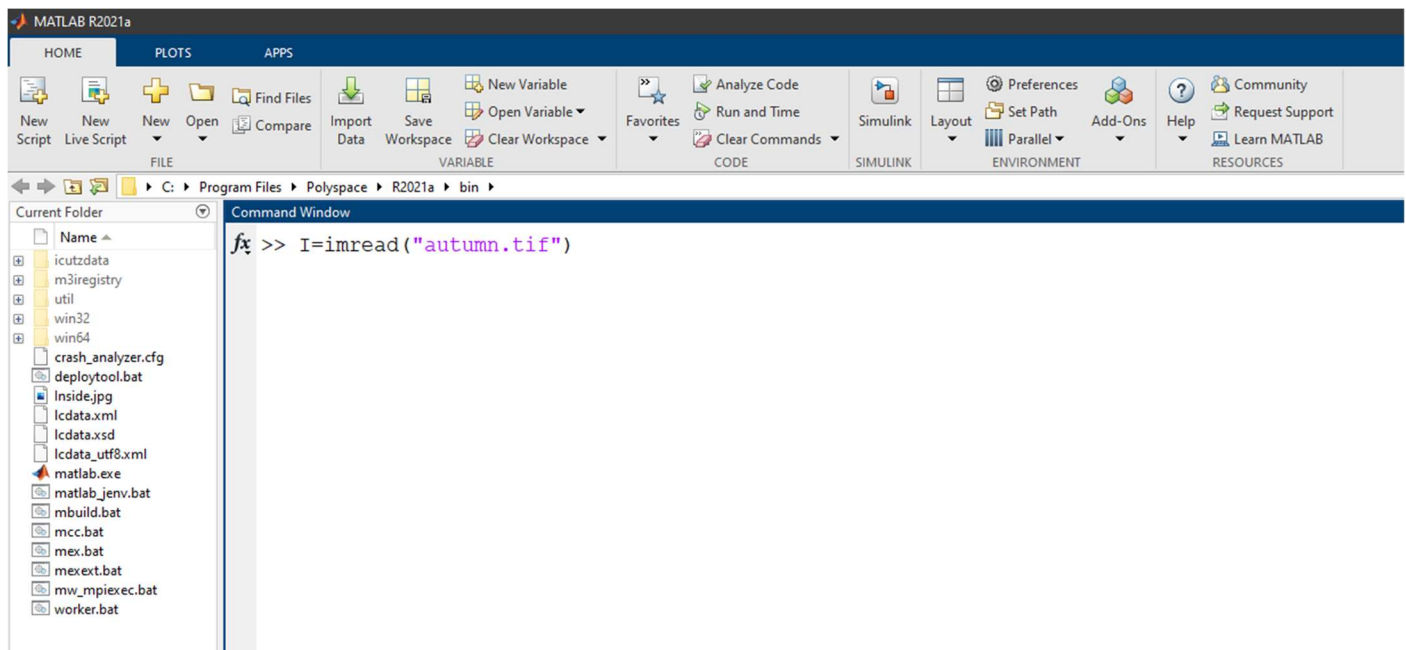 MATLAB R2021a
HOME PLOTS APPS
New Script
New Live Script
New
Open
Find Files
Compare
FILE
Import Data
Save Workspace
New Variable
Open Variable
Clear Workspace
VARIABLE
Favorites
Analyze Code
Run and Time
Clear Commands
CODE
Simulink
SIMULINK
Layout
Preferences
Set Path
Parallel
Add-Ons
ENVIRONMENT
? Help
Community
Request Support
Learn MATLAB
RESOURCES
C: Program Files Polyspace R2021a bin
Current Folder
Name
icutzdata
m3iregistry
util
win32
win64
crash_analyzer.cfg
deploytool.bat
Inside.jpg
lcdata.xml
lcdata.xsd
lcdata_utf8.xml
matlab.exe
matlab_jenv.bat
mbuild.bat
mcc.bat
mex.bat
mexext.bat
mw_mpiexec.bat
worker.bat
Command Window
fx >> I=imread("autumn.tif")